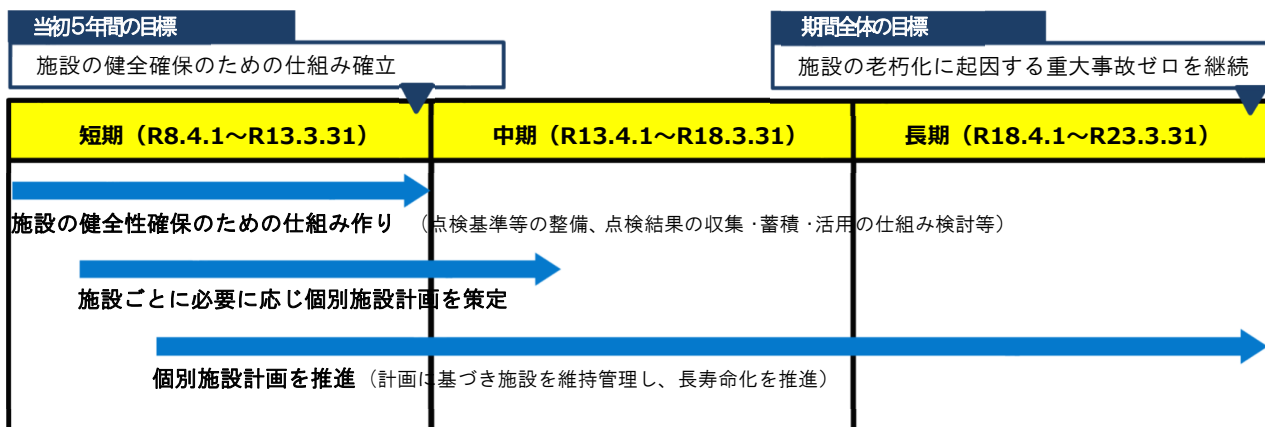 当初5年間の目標
施設の健全確保のための仕組み確立
期間全体の目標
施設の老朽化に起因する重大事故ゼロを継続
短期（R8.4.1～R13.3.31）
中期（R13.4.1～R18.3.31）
長期（R18.4.1～R23.3.31）
施設の健全性確保のための仕組み作り （点検基準等の整備、点検結果の収集・蓄積・活用の仕組み検討等）
施設ごとに必要に応じ個別施設計画を策定
個別施設計画を推進（計画に基づき施設を維持管理し、長寿命化を推進）